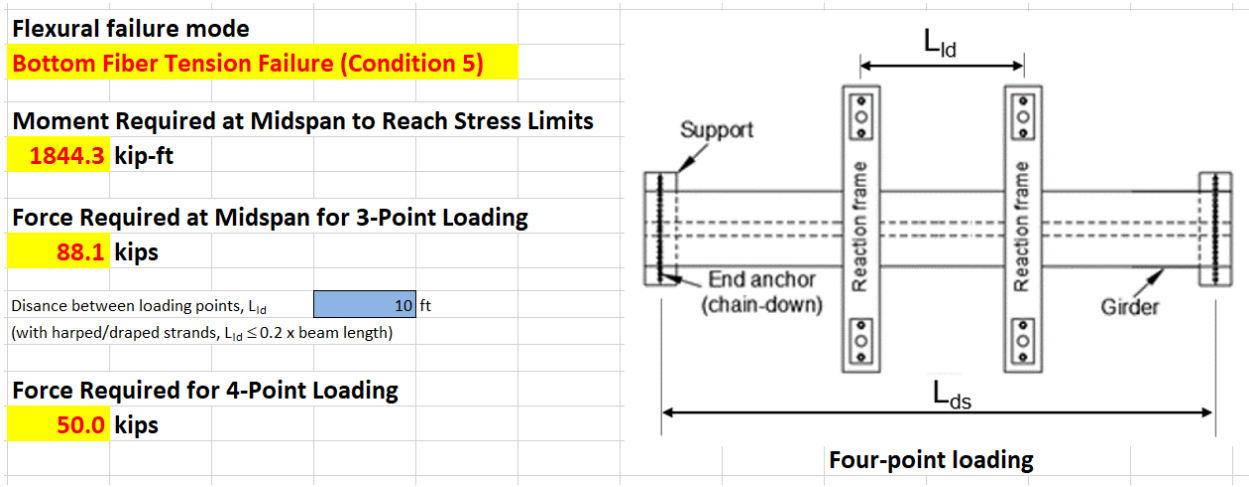 Flexural failure mode
Bottom Fiber Tension Failure (Condition 5)
Moment Required at Midspan to Reach Stress Limits
1844.3 kip-ft
Force Required at Midspan for 3-Point Loading
88.1 kips
Disance between loading points, Lld 10 ft
(with harped/draped strands, Lld ≤ 0.2 x beam length)
Force Required for 4-Point Loading
50.0 kips
Lld
Support
Reaction frame
Reaction frame
End anchor
(chain-down)
Girder
Lds
Four-point loading